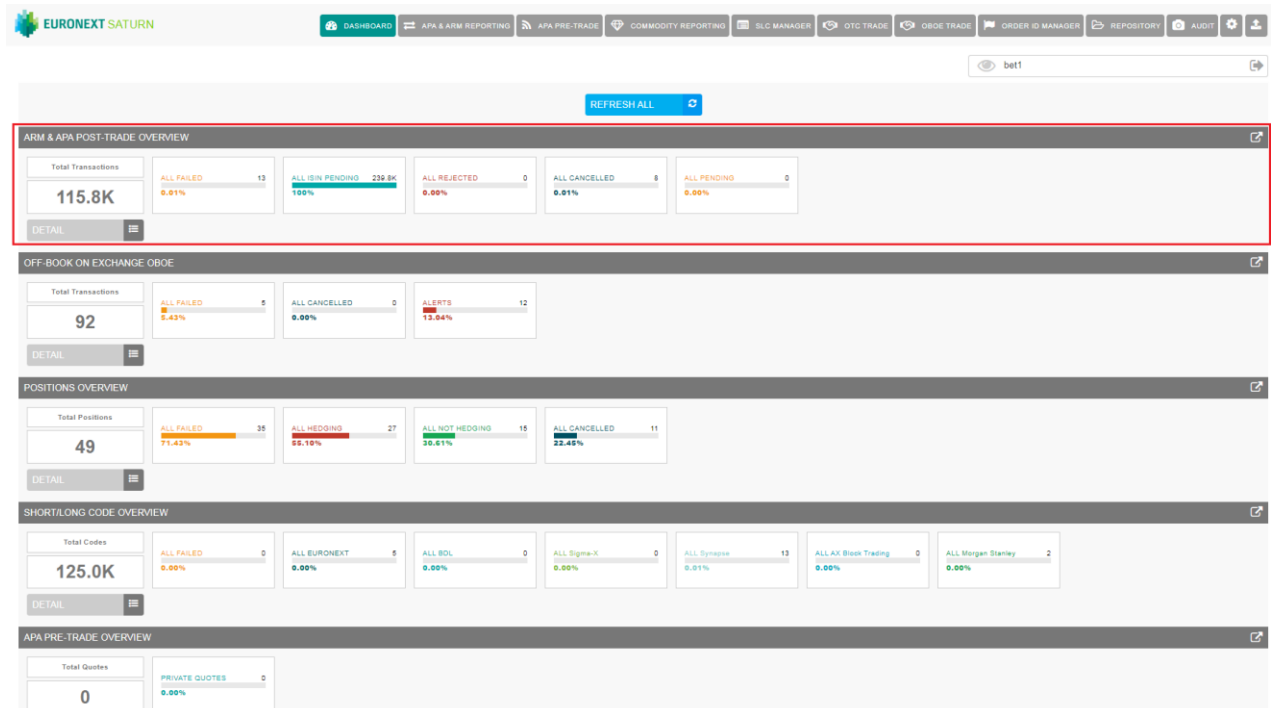 EURONEXT SATURN
DASHBOARD APA & ARM REPORTING APA PRE-TRADE COMMODITY REPORTING SLC MANAGER OTC TRADE OBOE TRADE ORDER ID MANAGER REPOSITORY AUDIT
bet1
REFRESH ALL
ARM & APA POST-TRADE OVERVIEW
Total Transactions
115.8K
DETAIL
ALL FAILED 13
0.01%
ALL ISIN PENDING 239.8K
100%
ALL REJECTED 0
0.00%
ALL CANCELLED 8
0.01%
ALL PENDING 0
0.00%
OFF-BOOK ON EXCHANGE OBOE
Total Transactions
92
DETAIL
ALL FAILED 5
5.43%
ALL CANCELLED 0
0.00%
ALERTS 12
13.04%
POSITIONS OVERVIEW
Total Positions
49
DETAIL
ALL FAILED 35
71.43%
ALL HEDGING 27
55.10%
ALL NOT HEDGING 15
30.61%
ALL CANCELLED 11
22.45%
SHORT/LONG CODE OVERVIEW
Total Codes
125.0K
DETAIL
ALL FAILED 0
0.00%
ALL EURONEXT 5
0.00%
ALL BDL 0
0.00%
ALL Sigma-X 0
0.00%
ALL Synapse 13
0.01%
ALL AX Block Trading 0
0.00%
ALL Morgan Stanley 2
0.00%
APA PRE-TRADE OVERVIEW
Total Quotes
0
PRIVATE QUOTES 0
0.00%